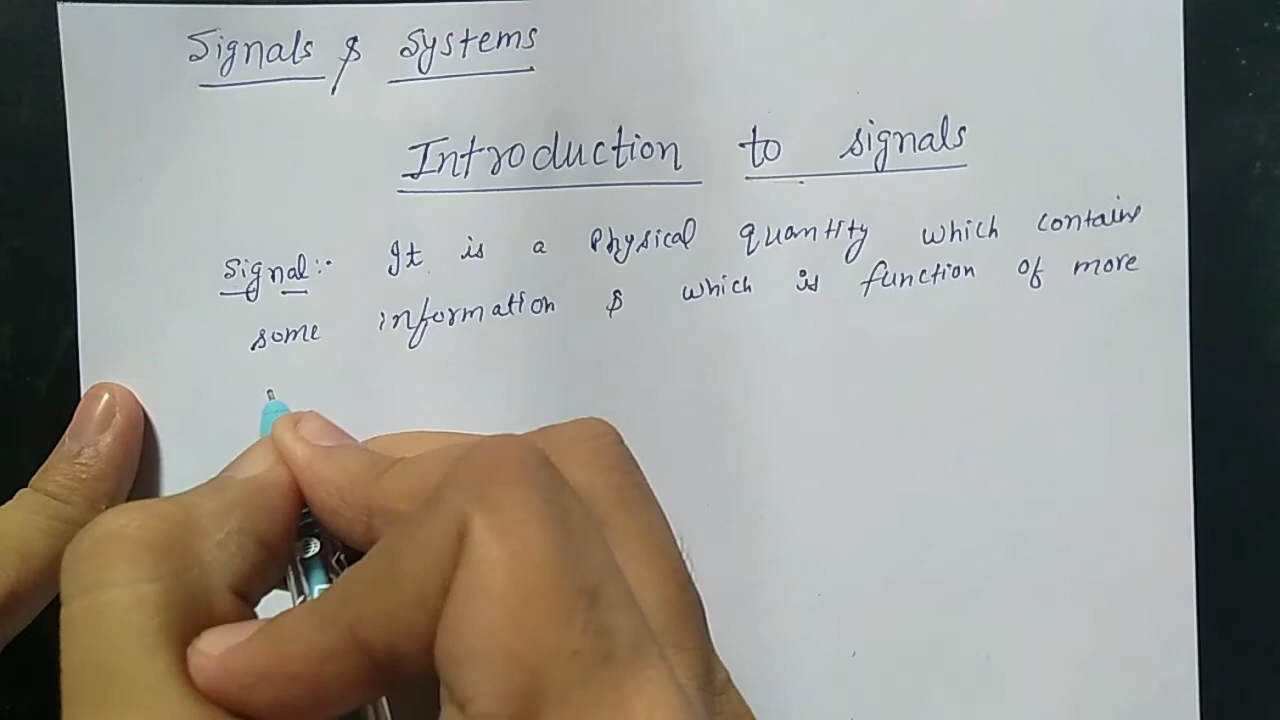 Signals & Systems
Introduction to signals
Signal:- It is a Physical quantity which contains
some information & which is function of more